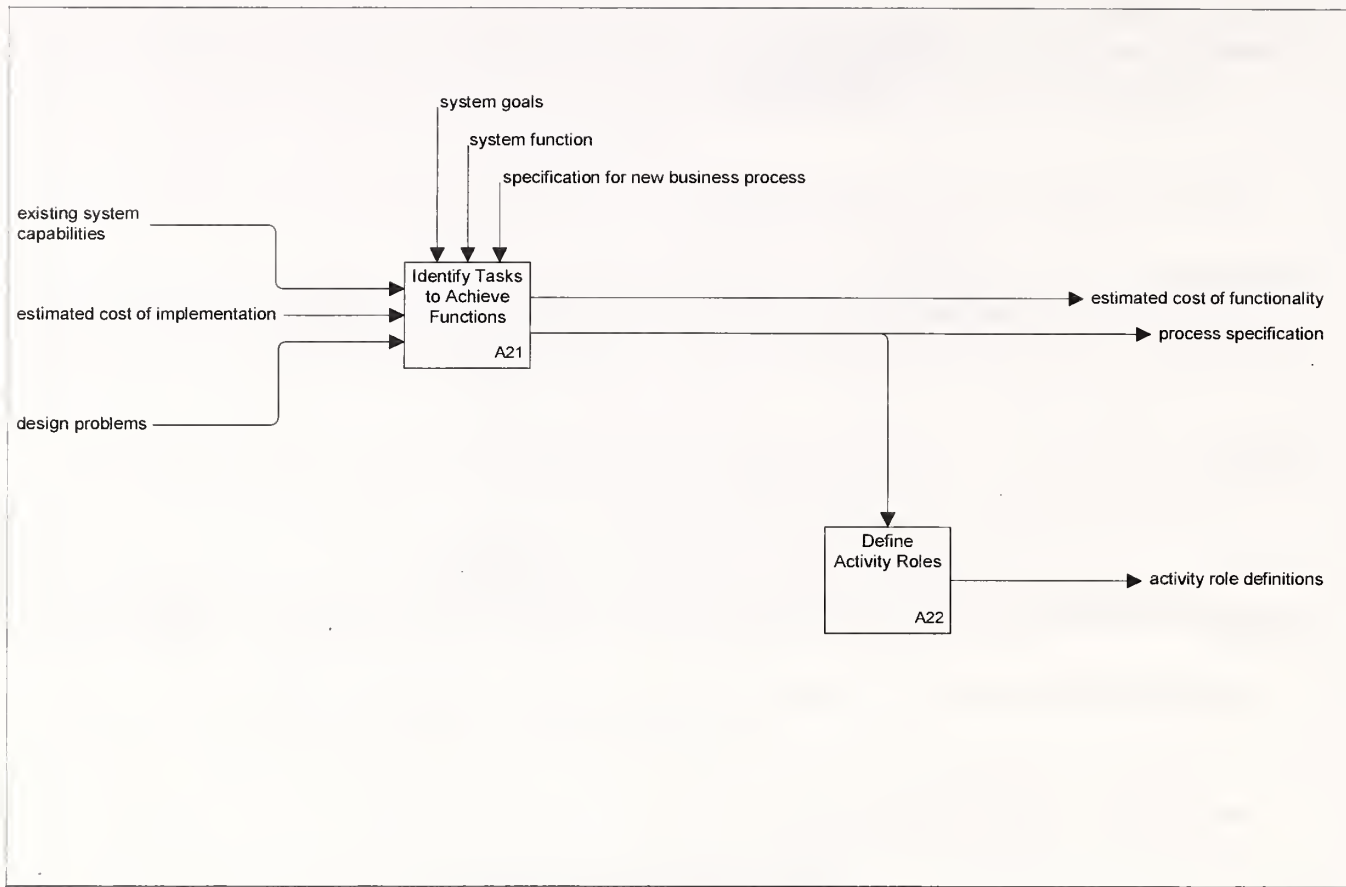 system goals
system function
specification for new business process
existing system
capabilities
estimated cost of implementation
design problems
Identify Tasks
to Achieve
Functions
A21
estimated cost of functionality
process specification
Define
Activity Roles
A22
activity role definitions